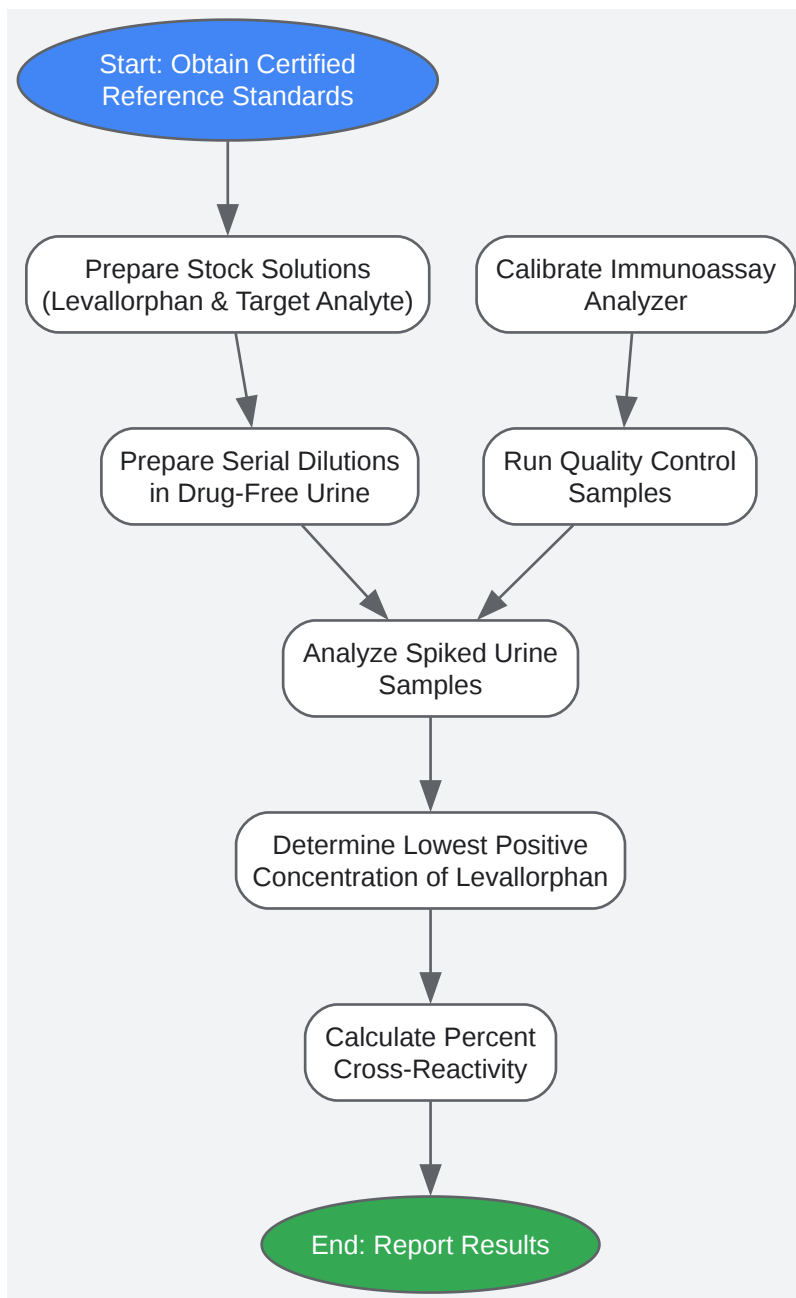 Start: Obtain Certified
Reference Standards
Prepare Stock Solutions
(Levallorphan & Target Analyte)
Calibrate Immunoassay
Analyzer
Prepare Serial Dilutions
in Drug-Free Urine
Run Quality Control
Samples
Analyze Spiked Urine
Samples
Determine Lowest Positive
Concentration of Levallorphan
Calculate Percent
Cross-Reactivity
End: Report Results